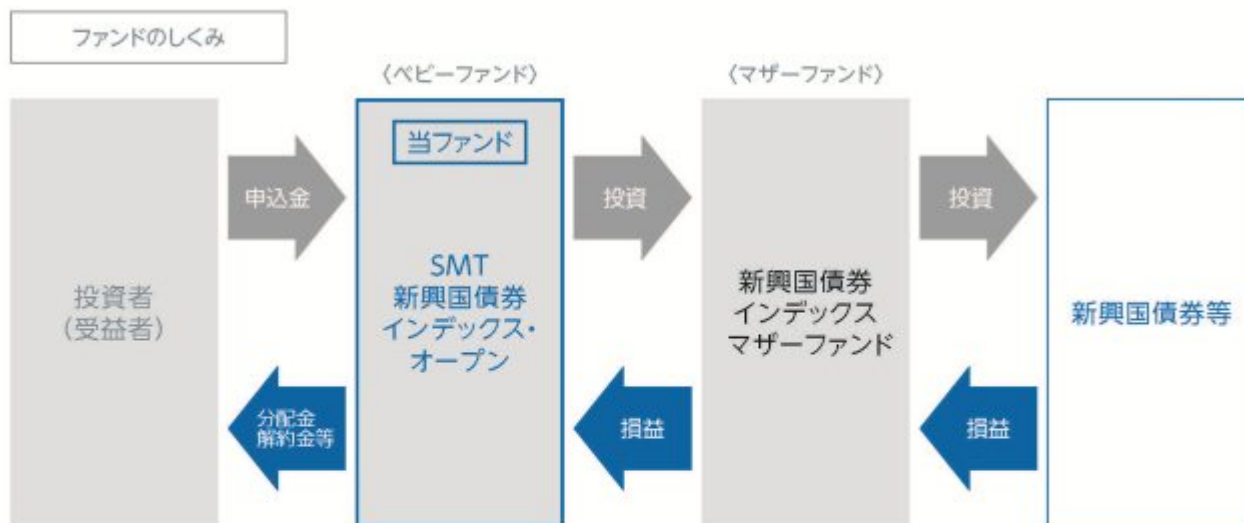 ファンドのしくみ
〈ベビーファンド〉
〈マザーファンド〉
当ファンド
申込金
投資
投資
投資者
（受益者）
SMT
新興国債券
インデックス・
オープン
新興国債券
インデックス
マザーファンド
新興国債券等
分配金
解約金等
損益
損益